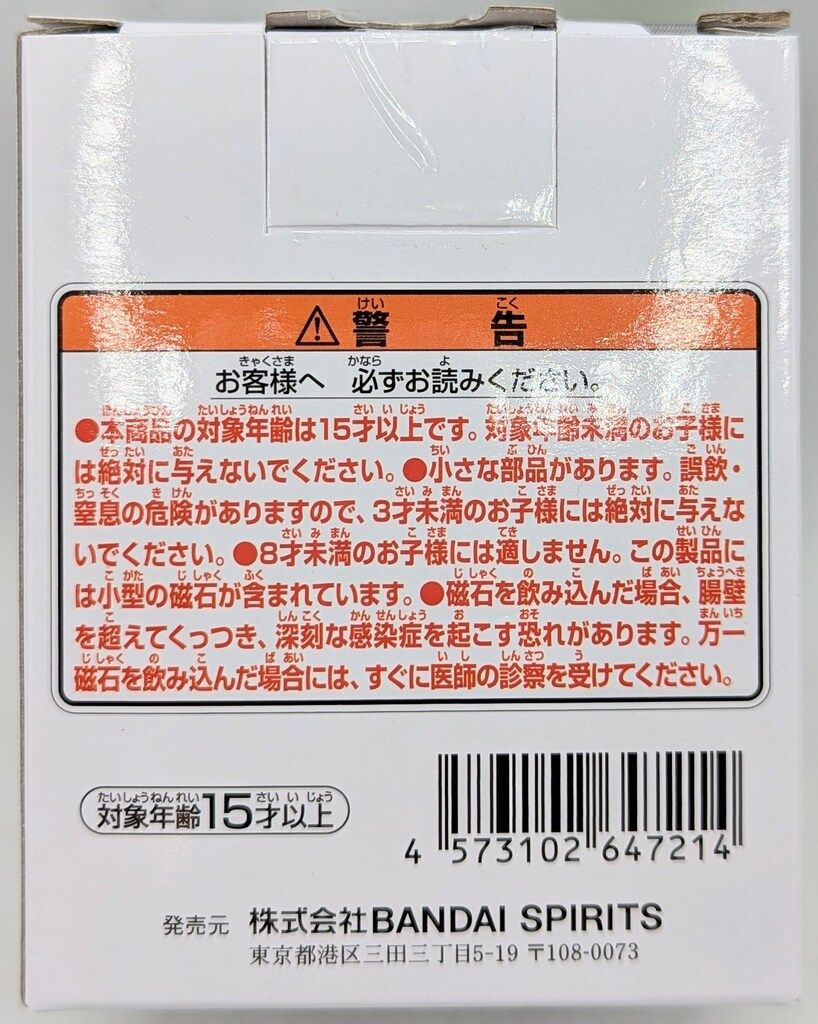 ⚠ 警告
お客様へ 必ずお読みください。
●本商品の対象年齢は15才以上です。対象年齢未満のお子様に
は絶対に与えないでください。●小さな部品があります。誤飲・
窒息の危険がありますので、3才未満のお子様には絶対に与えな
いでください。●8才未満のお子様には適しません。この製品に
は小型の磁石が含まれています。●磁石を飲み込んだ場合、腸壁
を超えてくっつき、深刻な感染症を起こす恐れがあります。万一
磁石を飲み込んだ場合には、すぐに医師の診察を受けてください。
対象年齢15才以上
4 573102 647214
発売元 株式会社BANDAI SPIRITS
東京都港区三田三丁目5-19 〒108-0073